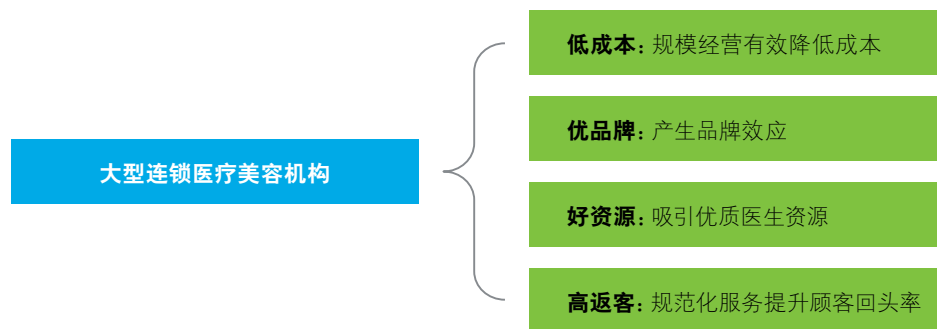 大型连锁医疗美容机构
低成本：规模经营有效降低成本
优品牌：产生品牌效应
好资源：吸引优质医生资源
高返客：规范化服务提升顾客回头率